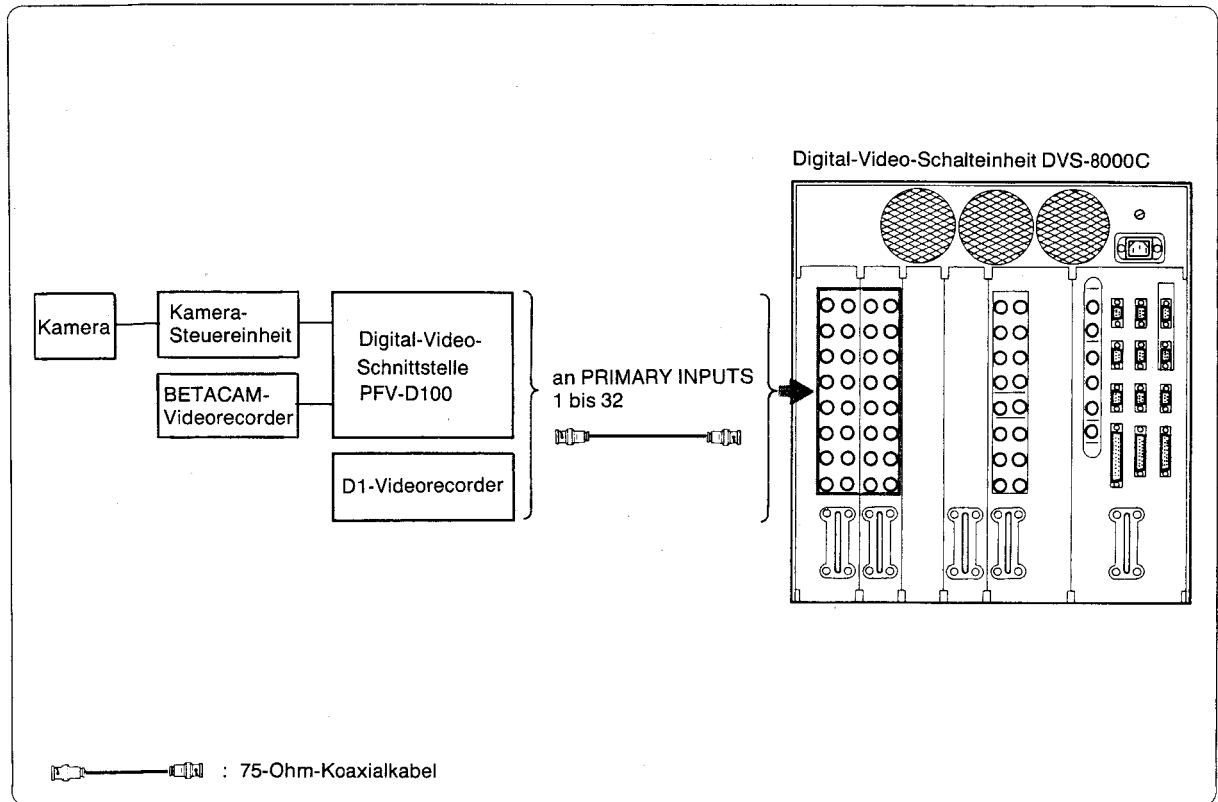 Digital-Video-Schalteinheit DVS-8000C
Kamera
Kamera-
Steuereinheit
BETACAM-
Videorecorder
Digital-Video-
Schnittstelle
PFV-D100
D1-Videorecorder
an PRIMARY INPUTS
1 bis 32
: 75-Ohm-Koaxialkabel